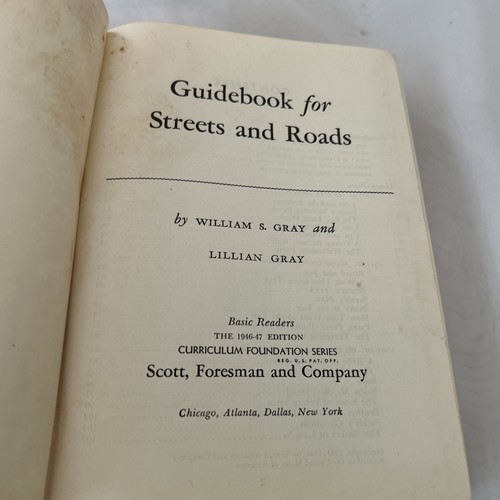 Guidebook for
Streets and Roads
by WILLIAM S. GRAY and
LILLIAN GRAY
Basic Readers
THE 1946-47 EDITION
CURRICULUM FOUNDATION SERIES
REG. U.S. PAT. OFF.
Scott, Foresman and Company
Chicago, Atlanta, Dallas, New York